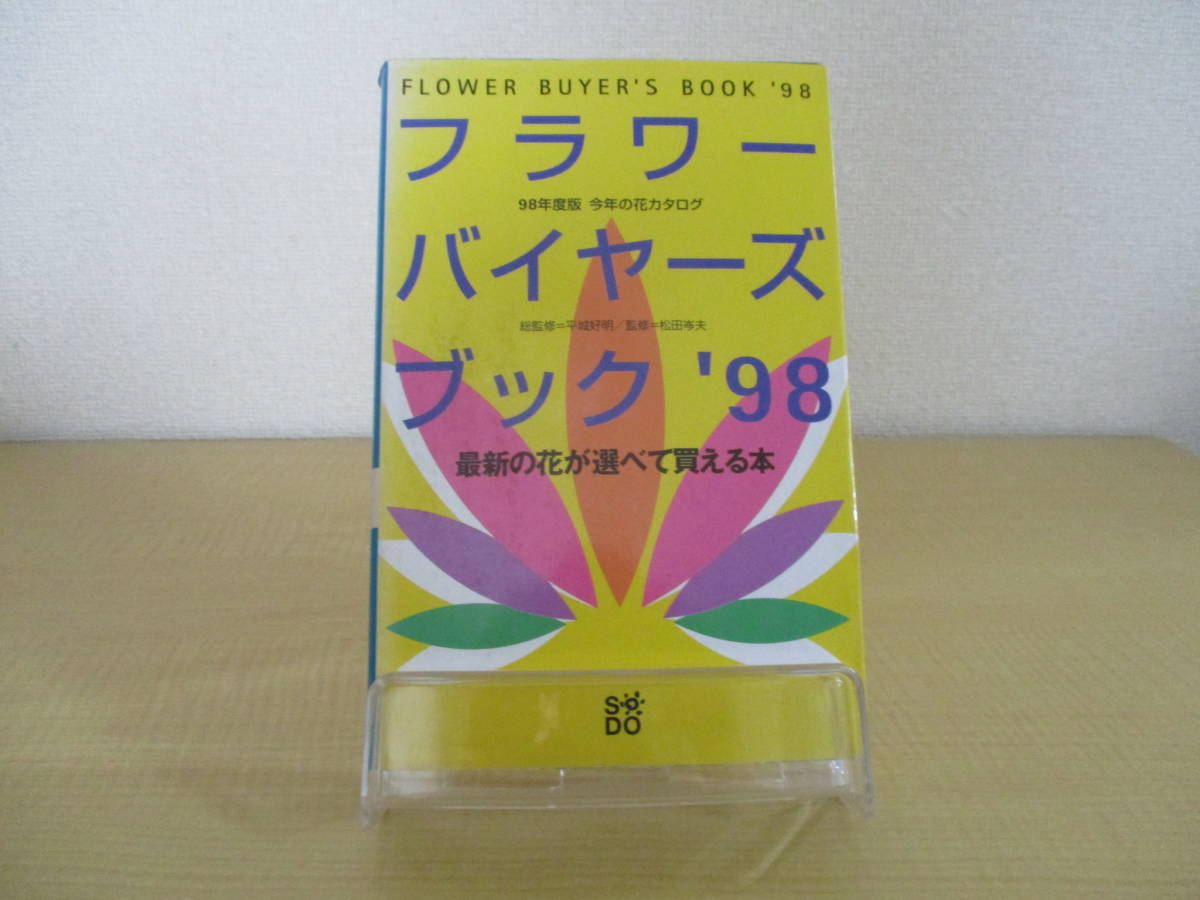 FLOWER BUYER'S BOOK '98
フラワー
98年度版 今年の花カタログ
バイヤーズ
総監修=平城好明/監修=松田岑夫
ブック '98
最新の花が選べて買える本
SODO